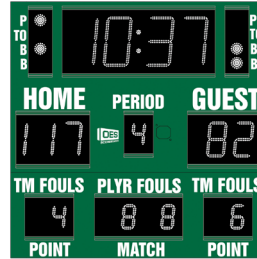 P
TO
B
B
10:37
P
TO
B
B
HOME PERIOD GUEST
117 4 82
TM FOULS PLYR FOULS TM FOULS
4 8 8 6
POINT MATCH POINT